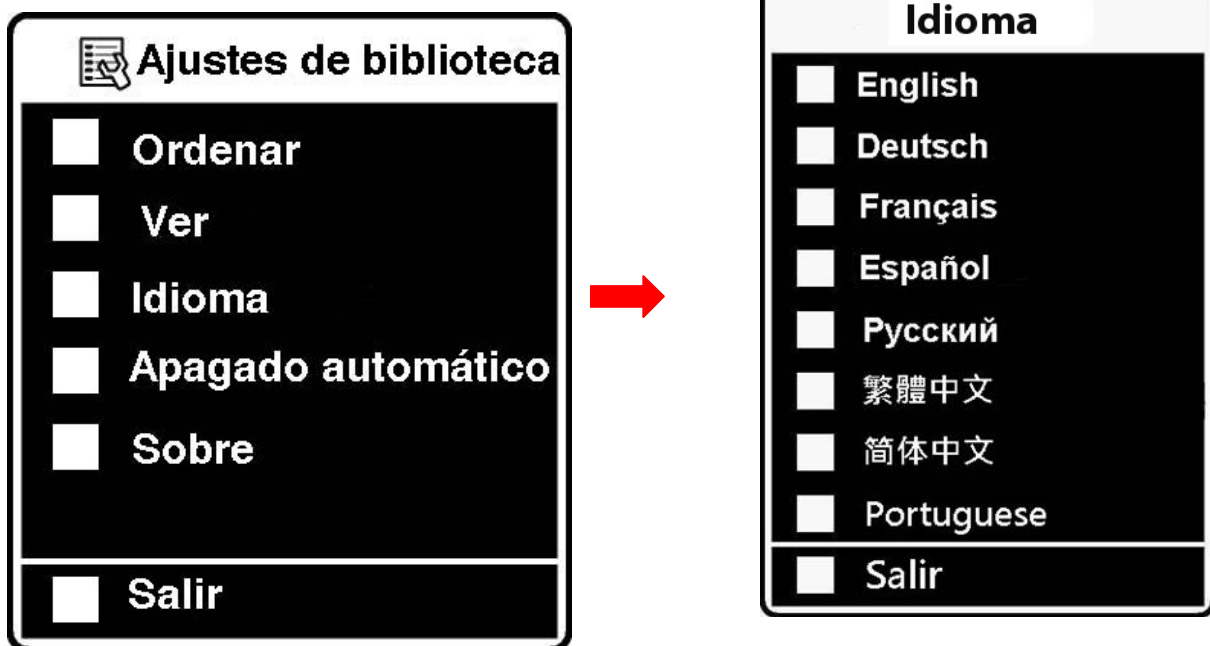 Ajustes de biblioteca
Ordenar
Ver
Idioma
Apagado automático
Sobre
Salir
Idioma
English
Deutsch
Français
Español
Русский
繁體中文
简体中文
Portuguese
Salir